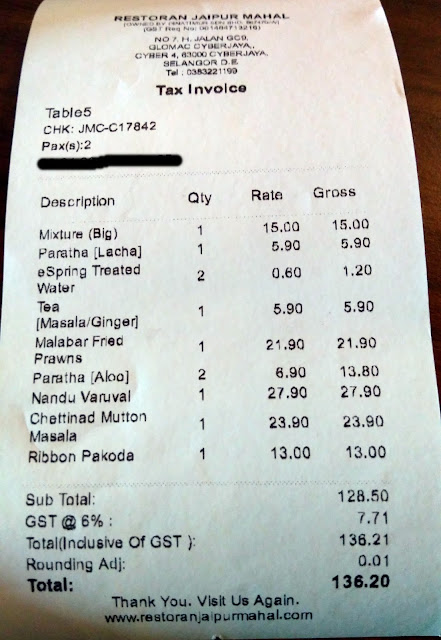 RESTORAN JAIPUR MAHAL
NO 7. H. JALAN GC9,
GLOMAC CYBERJAYA,,
CYBER 4, 63000 CYBERJAYA,
SELANGOR D.E
Tel : 0383221199
Tax Invoice
Table5
CHK: JMC-C17842
Pax(s):2
Description Qty Rate Gross
Mixture (Big) 1 15.00 15.00
Paratha [Lacha] 1 5.90 5.90
eSpring Treated 2 0.60 1.20
Water
Tea 1 5.90 5.90
[Masala/Ginger]
Malabar Fried 1 21.90 21.90
Prawns
Paratha [Aloo] 2 6.90 13.80
Nandu Varuval 1 27.90 27.90
Chettinad Mutton 1 23.90 23.90
Masala
Ribbon Pakoda 1 13.00 13.00
Sub Total: 128.50
GST @ 6% : 7.71
Total(Inclusive Of GST ): 136.21
Rounding Adj: 0.01
Total: 136.20
Thank You. Visit Us Again.
www.restoranjaipurmahal.com